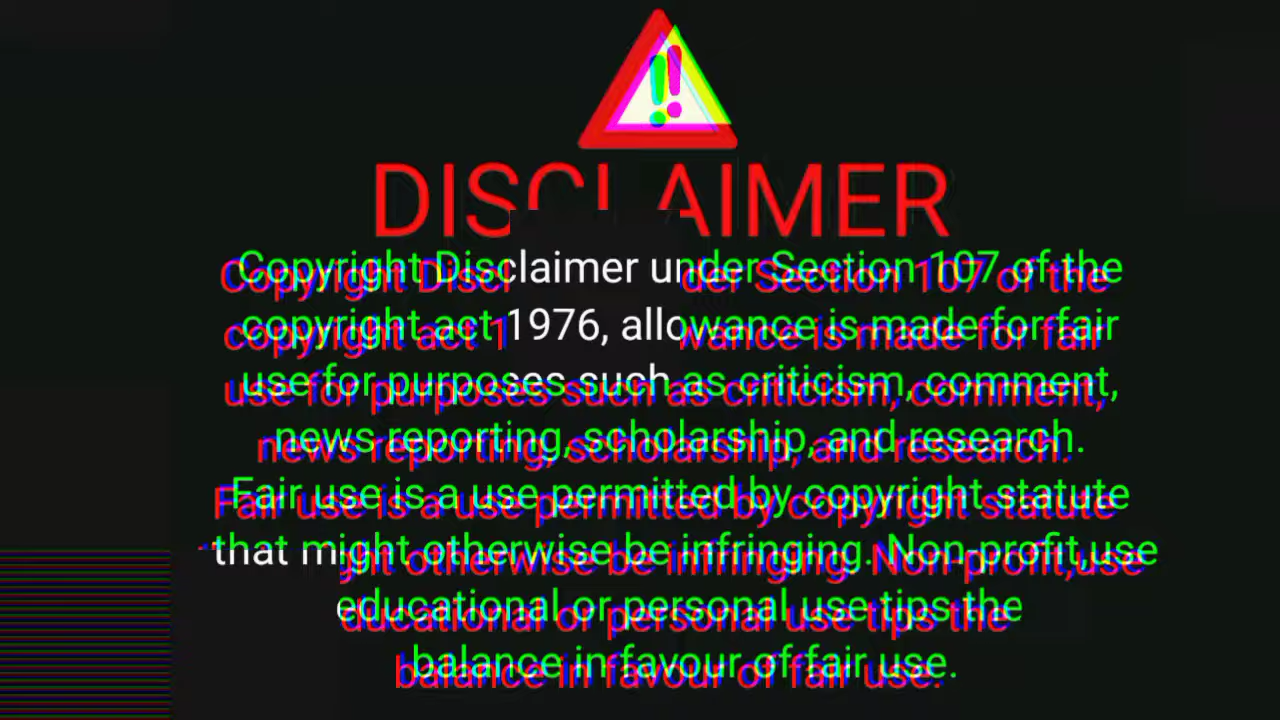 DISCLAIMER
Copyright Disclaimer under Section 107 of the
copyright act 1976, allowance is made for fair
use for purposes such as criticism, comment,
news reporting, scholarship, and research.
Fair use is a use permitted by copyright statute
that might otherwise be infringing. Non-profit,use
educational or personal use tips the
balance in favour of fair use.